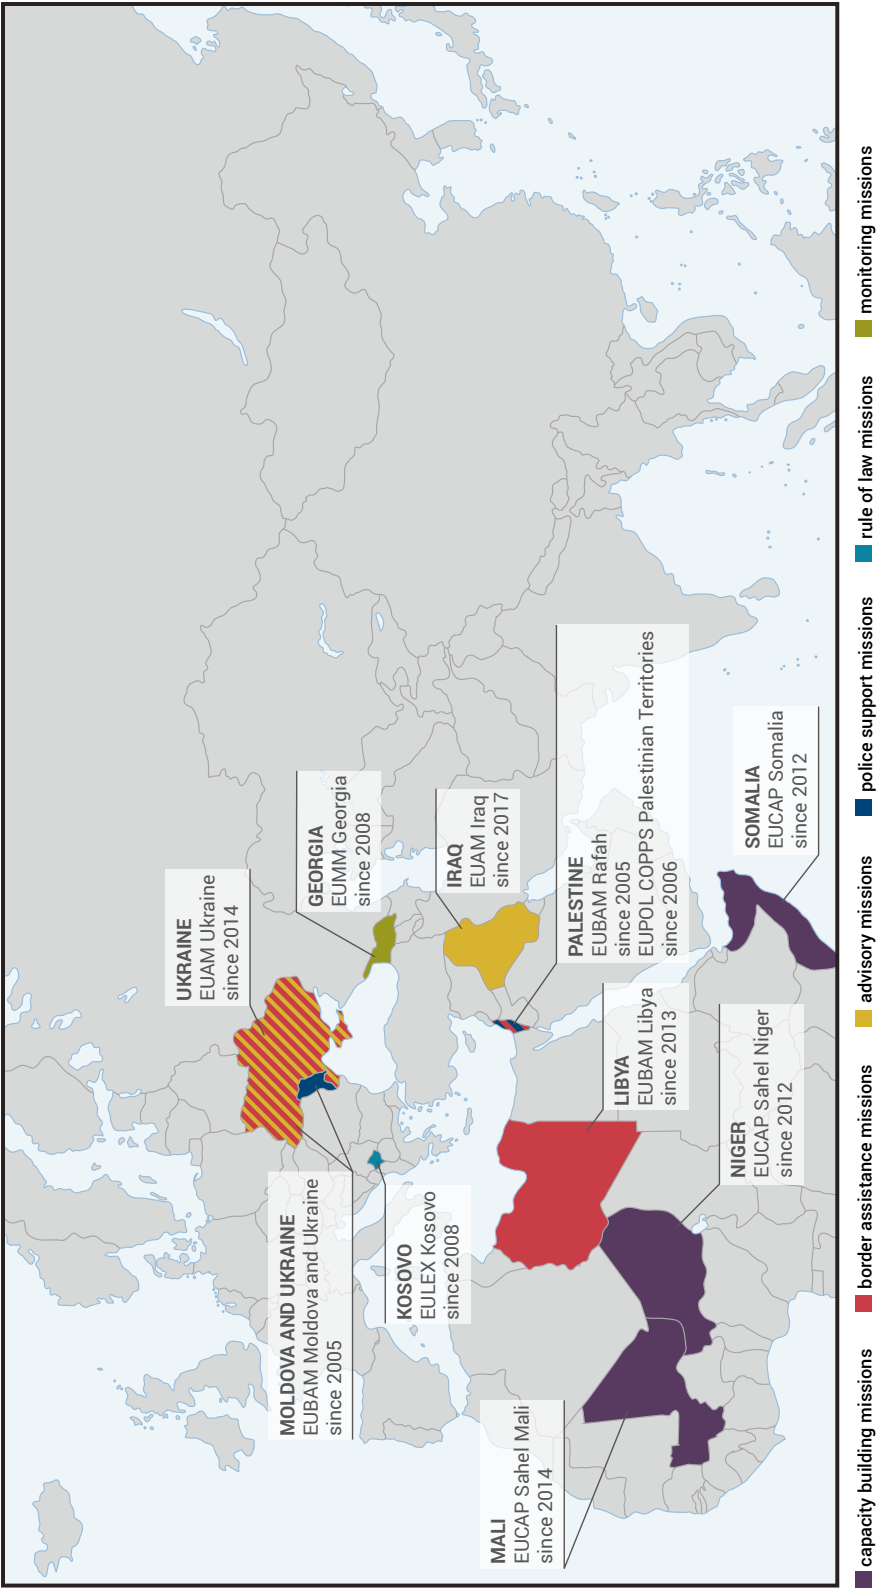 UKRAINE
EUAM Ukraine
since 2014
GEORGIA
EUMM Georgia
since 2008
MOLDOVA AND UKRAINE
EUBAM Moldova and Ukraine
since 2005
KOSOVO
EULEX Kosovo
since 2008
IRAQ
EUAM Iraq
since 2017
MALI
EUCAP Sahel Mali
since 2014
PALESTINE
EUBAM Rafah
since 2005
EUPOL COPPS Palestinian Territories
since 2006
LIBYA
EUBAM Libya
since 2013
NIGER
EUCAP Sahel Niger
since 2012
SOMALIA
EUCAP Somalia
since 2012
capacity building missions
border assistance missions
advisory missions
police support missions
rule of law missions
monitoring missions